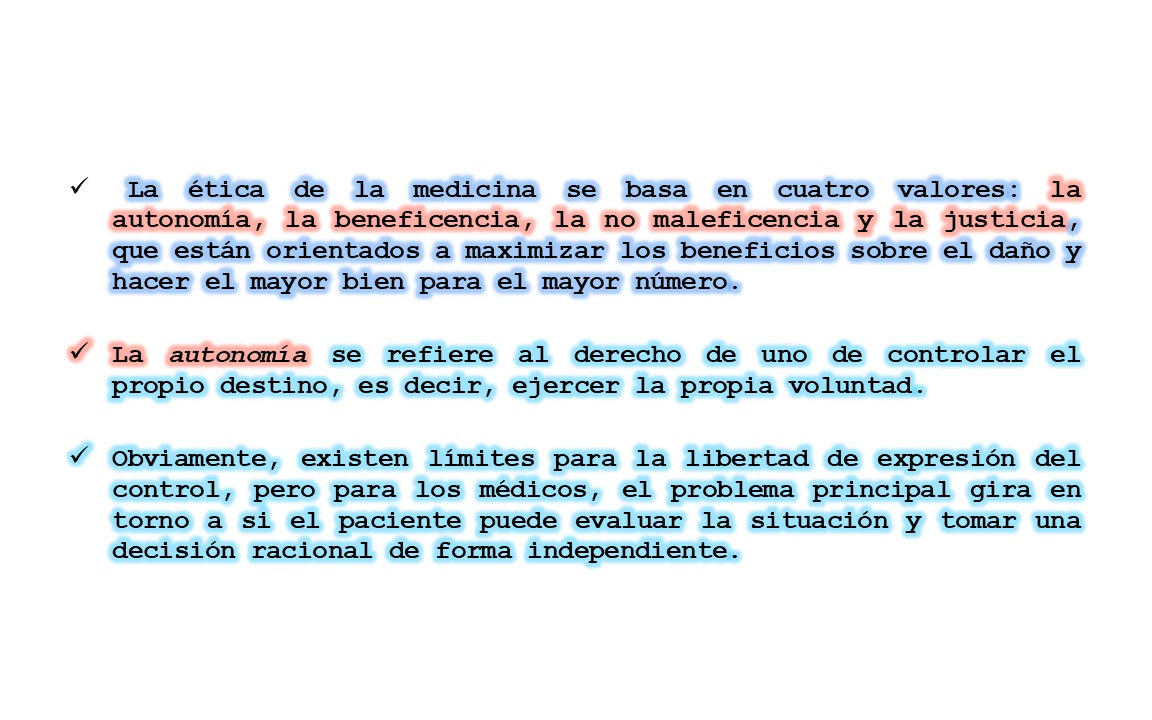 ✓ La ética de la medicina se basa en cuatro valores: la
autonomía, la beneficencia, la no maleficencia y la justicia,
que están orientados a maximizar los beneficios sobre el daño y
hacer el mayor bien para el mayor número.
✓ La autonomía se refiere al derecho de uno de controlar el
propio destino, es decir, ejercer la propia voluntad.
✓ Obviamente, existen límites para la libertad de expresión del
control, pero para los médicos, el problema principal gira en
torno a si el paciente puede evaluar la situación y tomar una
decisión racional de forma independiente.